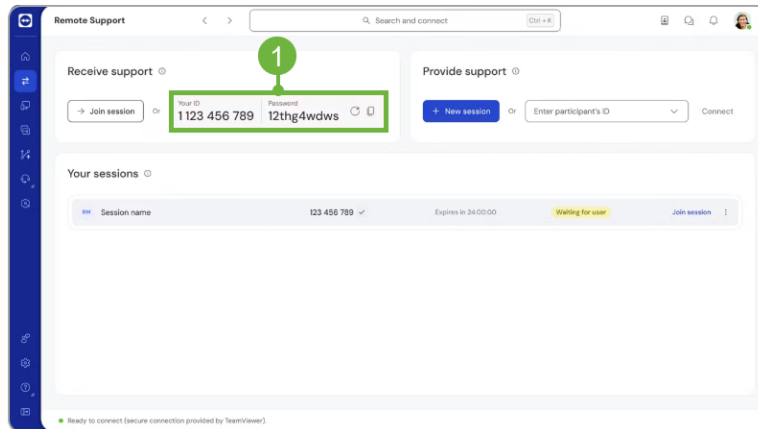 Remote Support
Search and connect
Ctrl + K
1
Receive support
Provide support
Join session
Or
Your ID
1 123 456 789
Password
12thg4wdws
+ New session
Or
Enter participant's ID
Connect
Your sessions
Session name
123 456 789
Expires in 24:00:00
Waiting for user
Join session
Ready to connect (secure connection provided by TeamViewer).